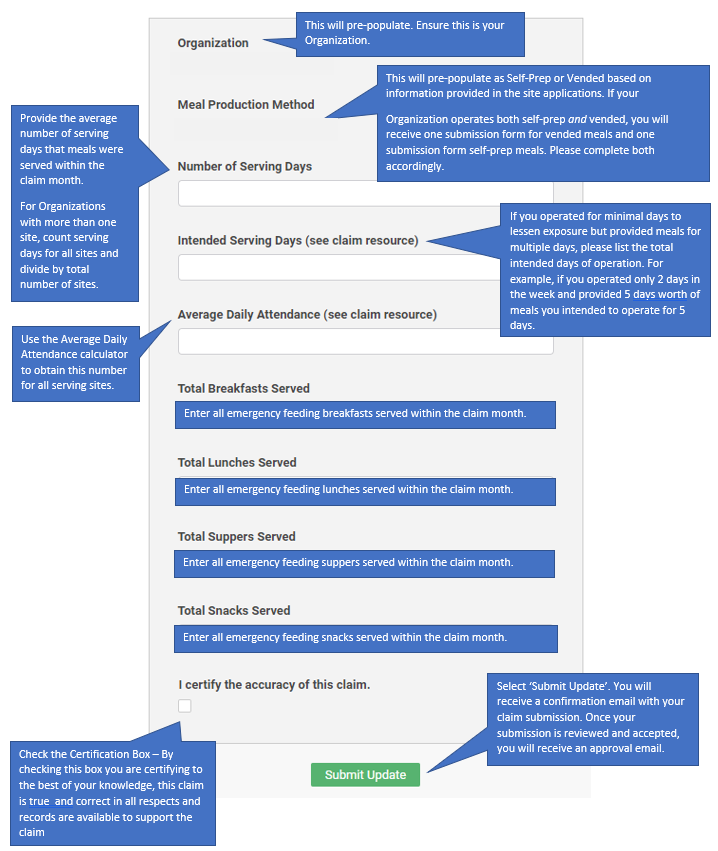 Organization
This will pre-populate. Ensure this is your
Organization.
Meal Production Method
This will pre-populate as Self-Prep or Vended based on
information provided in the site applications. If your
Organization operates both self-prep and vended, you will
receive one submission form for vended meals and one
submission form self-prep meals. Please complete both
accordingly.
Provide the average
number of serving
days that meals were
served within the
claim month.
For Organizations
with more than one
site, count serving
days for all sites and
divide by total
number of sites.
Number of Serving Days
Intended Serving Days (see claim resource)
If you operated for minimal days to
lessen exposure but provided meals for
multiple days, please list the total
intended days of operation. For
example, if you operated only 2 days in
the week and provided 5 days worth of
meals you intended to operate for 5
days.
Average Daily Attendance (see claim resource)
Use the Average Daily
Attendance calculator
to obtain this number
for all serving sites.
Total Breakfasts Served
Enter all emergency feeding breakfasts served within the claim month.
Total Lunches Served
Enter all emergency feeding lunches served within the claim month.
Total Suppers Served
Enter all emergency feeding suppers served within the claim month.
Total Snacks Served
Enter all emergency feeding snacks served within the claim month.
I certify the accuracy of this claim.
Select ‘Submit Update’. You will
receive a confirmation email with your
claim submission. Once your
submission is reviewed and accepted,
you will receive an approval email.
Check the Certification Box – By
checking this box you are certifying to
the best of your knowledge, this claim
is true  and correct in all respects and
records are available to support the
claim
Submit Update